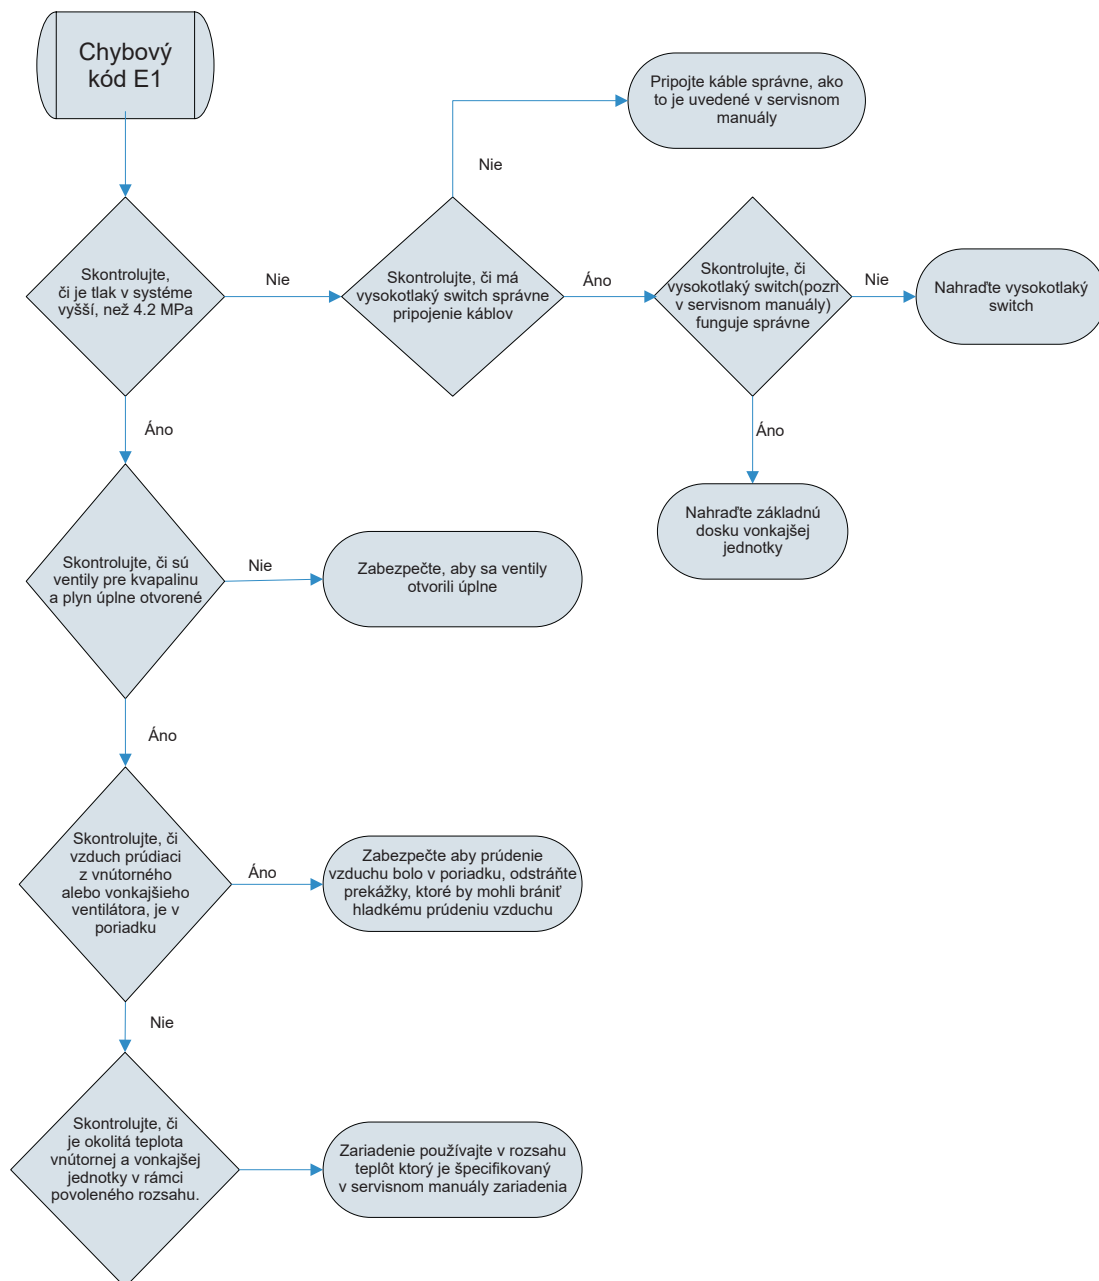 Chybový
kód E1
Pripojte káble správne, ako
to je uvedené v servisnom
manuály
Nie
Skontrolujte,
či je tlak v systéme
vyšší, než 4.2 MPa
Nie
Skontrolujte, či má
vysokotlaký switch správne
pripojenie káblov
Áno
Skontrolujte, či
vysokotlaký switch(pozri
v servisnom manuály)
funguje správne
Nie
Nahraďte vysokotlaký
switch
Áno
Áno
Nahraďte základnú
dosku vonkajšej
jednotky
Skontrolujte, či sú
ventily pre kvapalinu
a plyn úplne otvorené
Nie
Zabezpečte, aby sa ventily
otvorili úplne
Áno
Skontrolujte, či
vzduch prúdiaci
z vnútorného
alebo vonkajšieho
ventilátora, je v
poriadku
Áno
Zabezpečte aby prúdenie
vzduchu bolo v poriadku, odstráňte
prekážky, ktoré by mohli brániť
hladkému prúdeniu vzduchu
Nie
Skontrolujte, či
je okolitá teplota
vnútornej a vonkajšej
jednotky v rámci
povoleného rozsahu.
Zariadenie používajte v rozsahu
teplôt ktorý je špecifikovaný
v servisnom manuály zariadenia